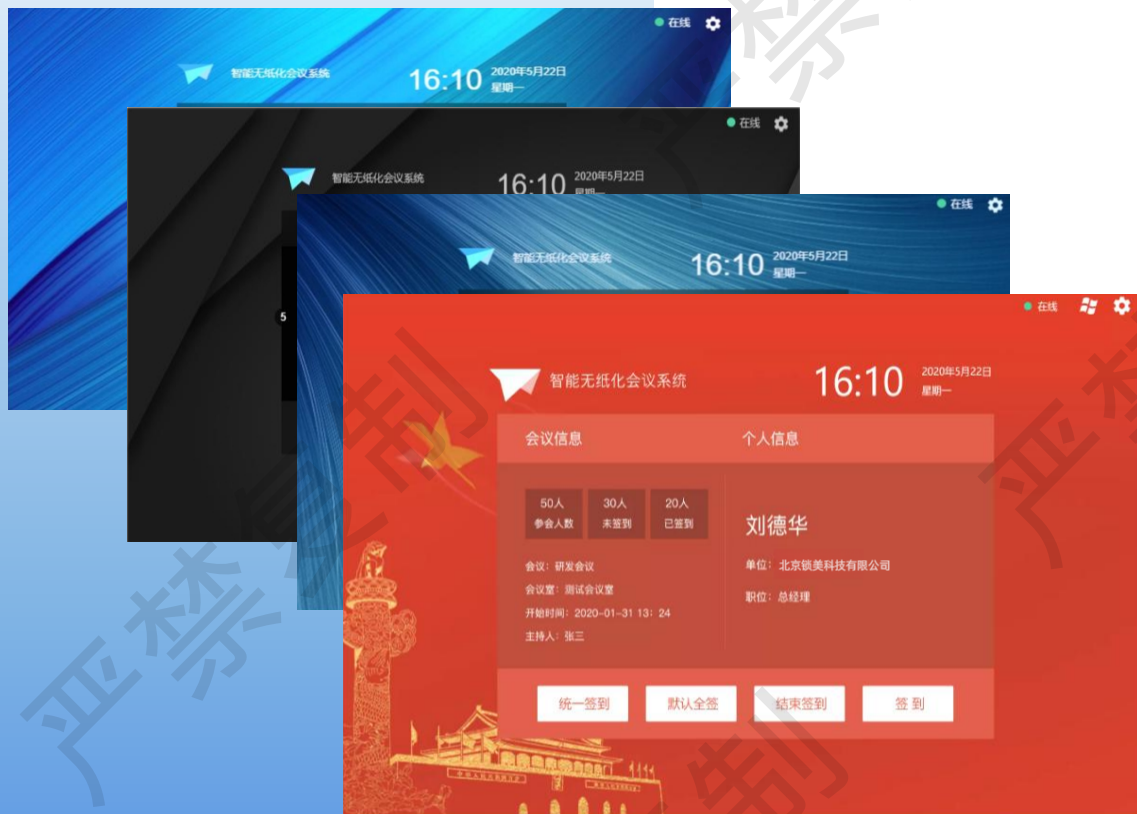 在线
智能无纸化会议系统
16:10
2020年5月22日
星期一
在线
智能无纸化会议系统
16:10
2020年5月22日
5
在线
智能无纸化会议系统
16:10
2020年5月22日
星期一
在线
智能无纸化会议系统
16:10
2020年5月22日
星期一
会议信息
个人信息
50人
30人
20人
参会人数
未签到
已签到
刘德华
会议：研发会议
单位：北京锁美科技有限公司
会议室：测试会议室
职位：总经理
开始时间：2020-01-31 13：24
主持人：张三
统一签到
默认全签
结束签到
签 到
严禁复制